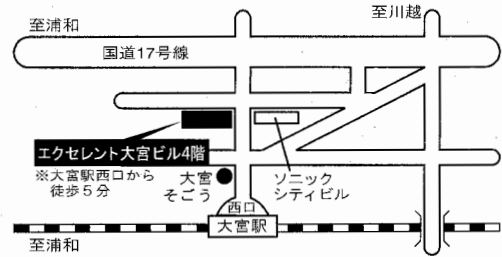 至浦和
至川越
国道17号線
エクセレント大宮ビル4階
※大宮駅西口から
徒歩5分
大宮
そごう
ソニック
シティビル
西口
大宮駅
至浦和